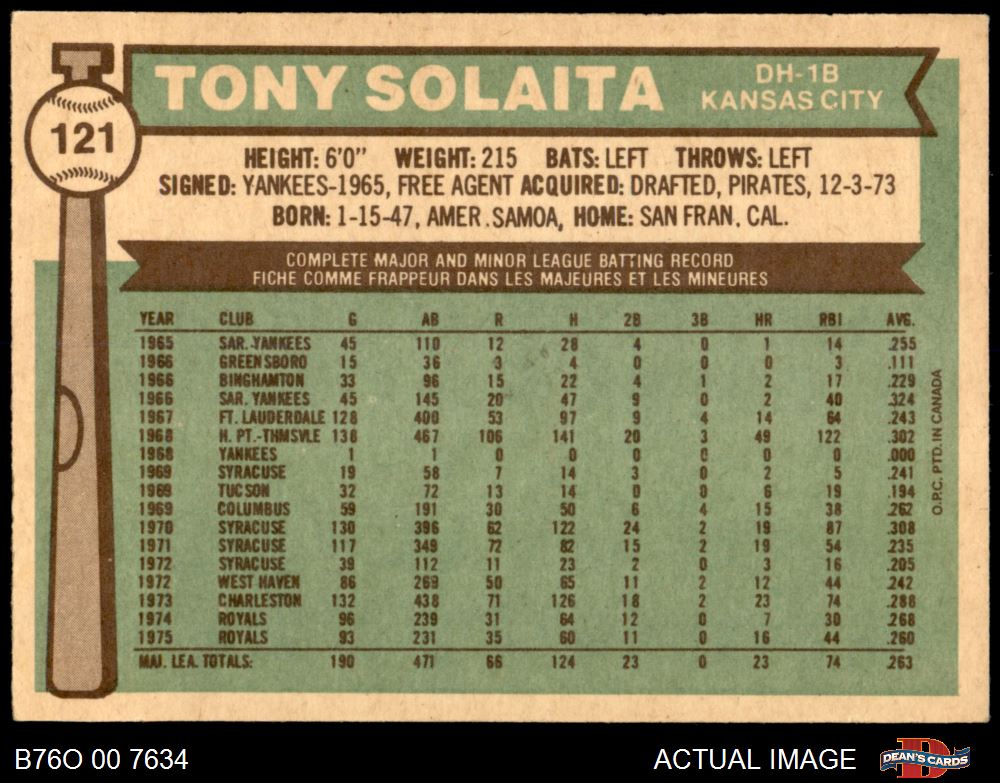 121
TONY SOLAITA
DH-1B
KANSAS CITY
HEIGHT: 6'0" WEIGHT: 215 BATS: LEFT THROWS: LEFT
SIGNED: YANKEES-1965, FREE AGENT ACQUIRED: DRAFTED, PIRATES, 12-3-73
BORN: 1-15-47, AMER. SAMOA, HOME: SAN FRAN. CAL.
COMPLETE MAJOR AND MINOR LEAGUE BATTING RECORD
FICHE COMME FRAPPEUR DANS LES MAJEURES ET LES MINEURES
YEAR CLUB G AB R H 2B 3B HR RBI AVG.
1965 SAR. YANKEES 45 110 12 28 4 0 1 14 .255
1966 GREENSBORO 15 36 3 4 0 0 0 3 .111
1966 BINGHAMTON 33 96 15 22 4 1 2 17 .229
1966 SAR. YANKEES 45 145 20 47 9 0 2 40 .324
1967 FT. LAUDERDALE 128 400 53 97 9 4 14 64 .243
1968 H. PT.-THMSVLE 136 467 106 141 20 3 49 122 .302
1968 YANKEES 1 1 0 0 0 0 0 0 .000
1969 SYRACUSE 19 58 7 14 3 0 2 5 .241
1969 TUCSON 32 72 13 14 0 0 6 19 .194
1969 COLUMBUS 59 191 30 50 6 4 15 38 .262
1970 SYRACUSE 130 396 62 122 24 2 19 87 .308
1971 SYRACUSE 117 349 72 82 15 2 19 54 .235
1972 SYRACUSE 39 112 11 23 2 0 3 16 .205
1972 WEST HAVEN 86 269 50 65 11 2 12 44 .242
1973 CHARLESTON 132 438 71 126 18 2 23 74 .288
1974 ROYALS 96 239 31 64 12 0 7 30 .268
1975 ROYALS 93 231 35 60 11 0 16 44 .260
MAJ. LEA. TOTALS: 190 471 66 124 23 0 23 74 .263
O.P.C. PTD. IN CANADA
B76O 00 7634
ACTUAL IMAGE
D
DEAN'S CARDS